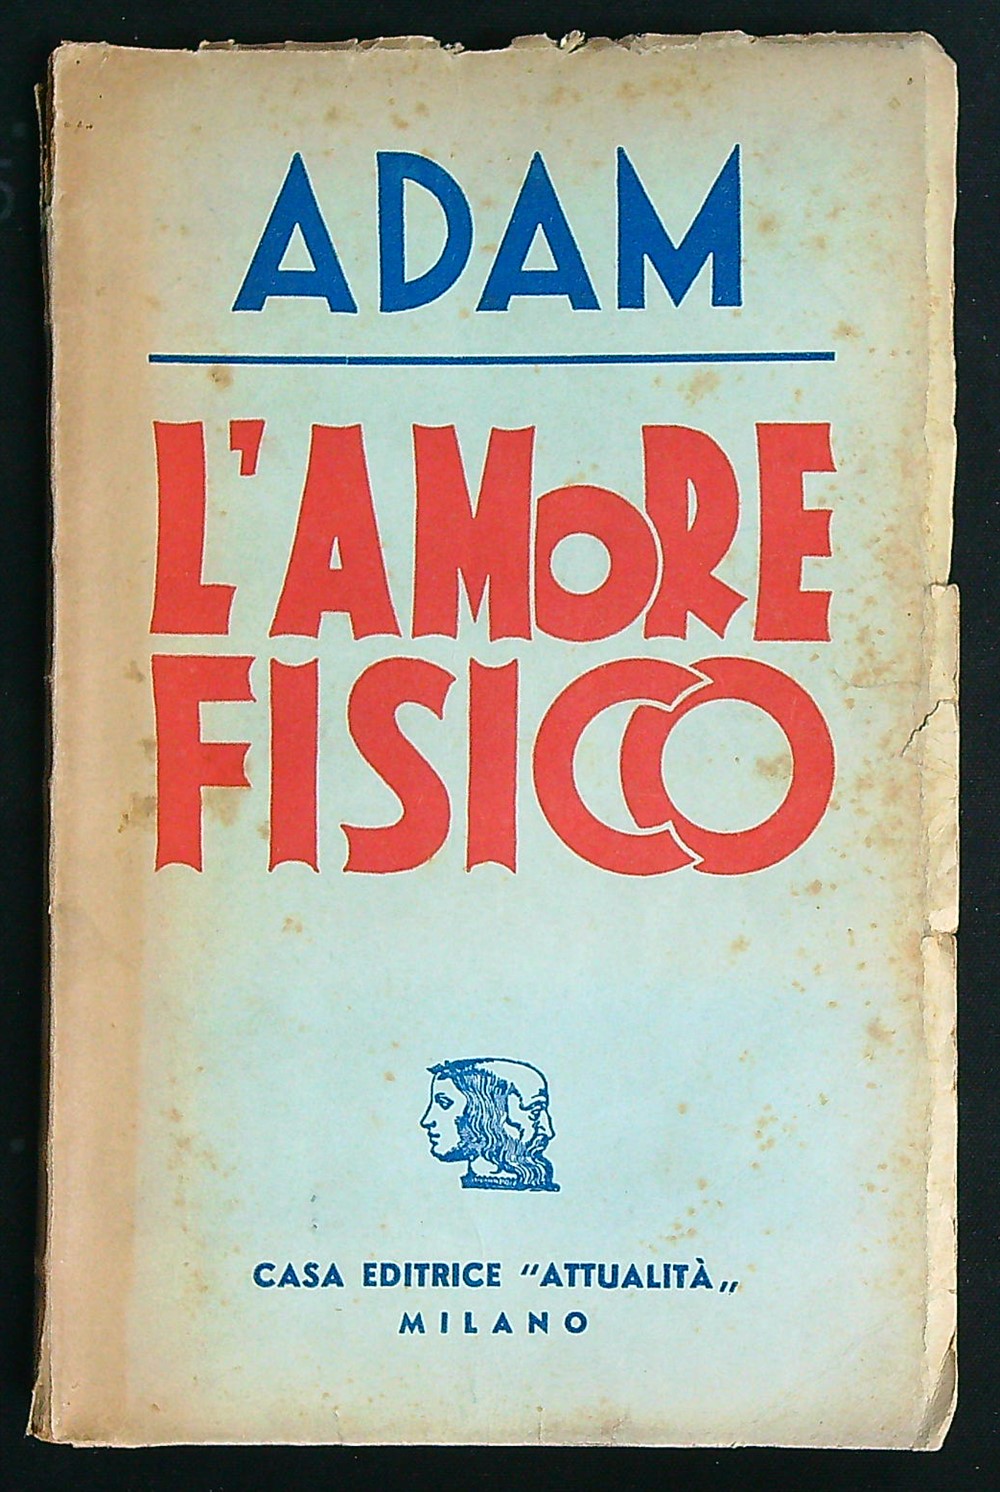 ADAM
L'AMORE
FISICO
CASA EDITRICE "ATTUALITÀ„
MILANO